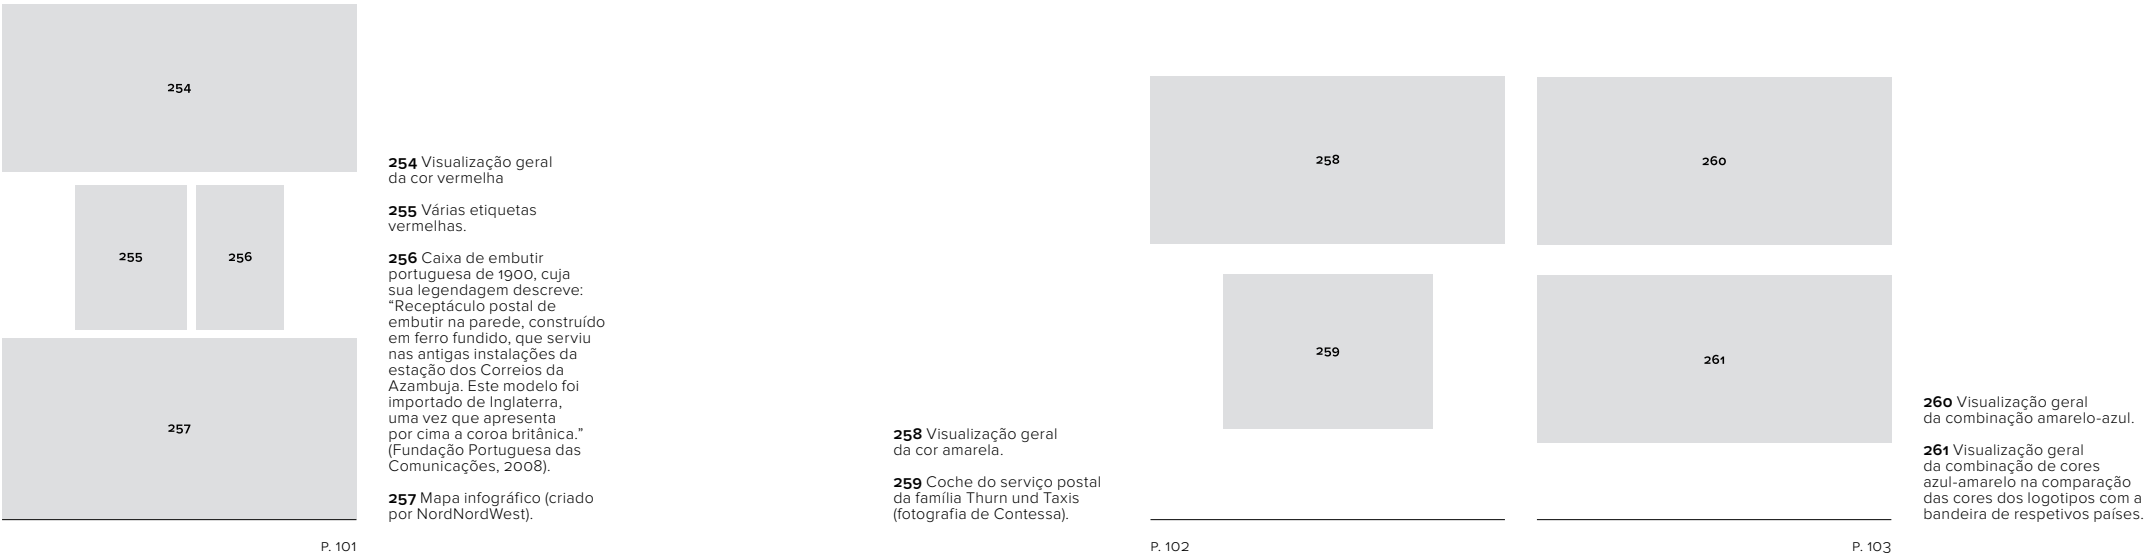 254
255
256
257
254 Visualização geral
da cor vermelha
255 Várias etiquetas
vermelhas.
256 Caixa de embutir
portuguesa de 1900, cuja
sua legendagem descreve:
“Receptáculo postal de
embutir na parede, construído
em ferro fundido, que serviu
nas antigas instalações da
estação dos Correios da
Azambuja. Este modelo foi
importado de Inglaterra,
uma vez que apresenta
por cima a coroa britânica.”
(Fundação Portuguesa das
Comunicações, 2008).
257 Mapa infográfico (criado
por NordNordWest).
P. 101
258 Visualização geral
da cor amarela.
259 Coche do serviço postal
da família Thurn und Taxis
(fotografia de Contessa).
258
259
P. 102
260
261
P. 103
260 Visualização geral
da combinação amarelo-azul.
261 Visualização geral
da combinação de cores
azul-amarelo na comparação
das cores dos logotipos com a
bandeira de respetivos países.